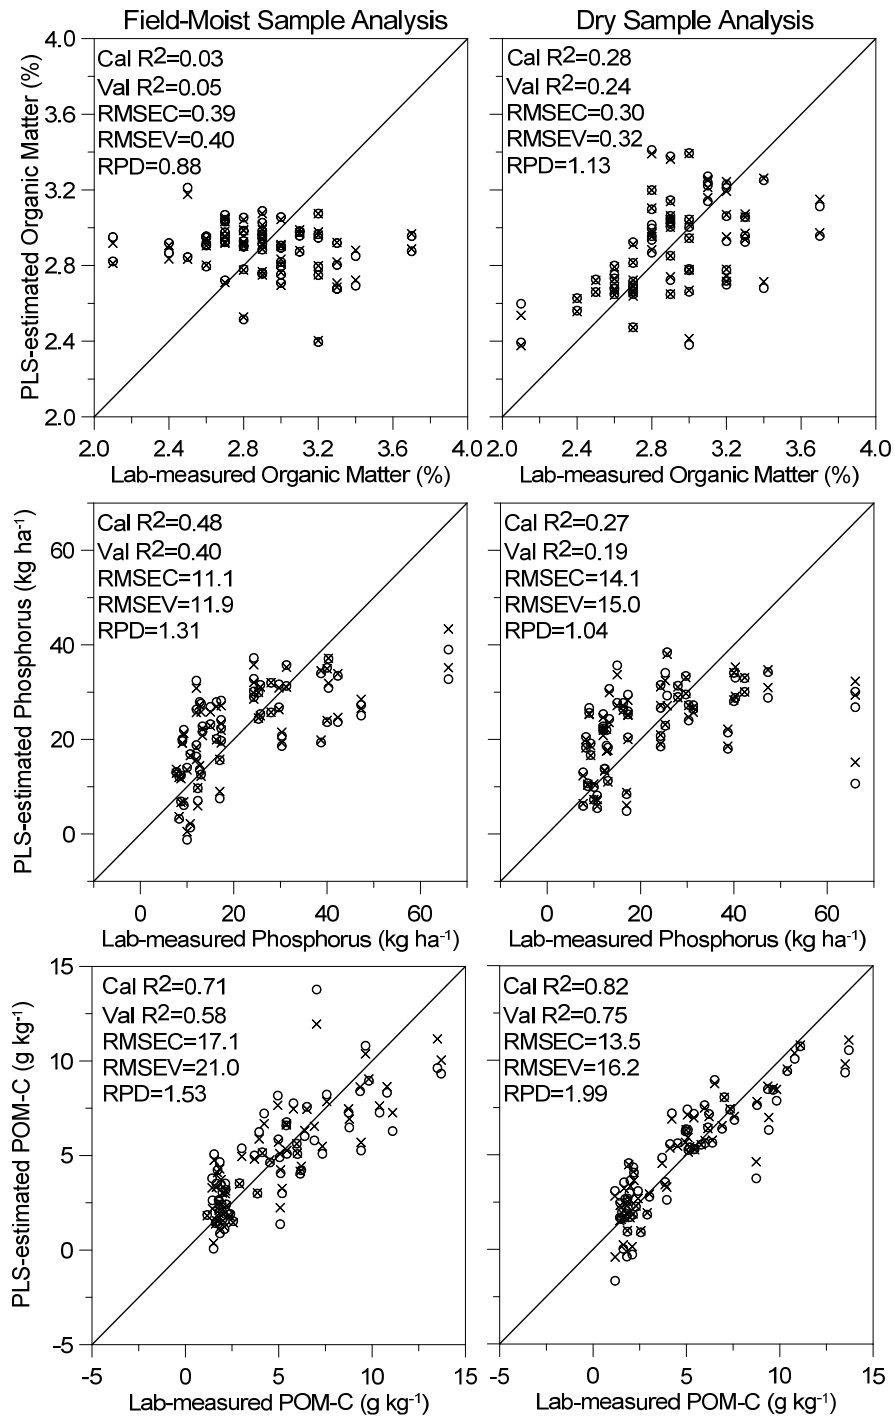 Field-Moist Sample Analysis
Dry Sample Analysis
PLS-estimated Organic Matter (%)
4.0
3.6
3.2
2.8
2.4
2.0
Cal R²=0.03
Val R²=0.05
RMSEC=0.39
RMSEV=0.40
RPD=0.88
2.0 2.4 2.8 3.2 3.6 4.0
Lab-measured Organic Matter (%)
Cal R²=0.28
Val R²=0.24
RMSEC=0.30
RMSEV=0.32
RPD=1.13
2.0 2.4 2.8 3.2 3.6 4.0
Lab-measured Organic Matter (%)
PLS-estimated Phosphorus (kg ha⁻¹)
60
40
20
0
Cal R²=0.48
Val R²=0.40
RMSEC=11.1
RMSEV=11.9
RPD=1.31
0 20 40 60
Lab-measured Phosphorus (kg ha⁻¹)
Cal R²=0.27
Val R²=0.19
RMSEC=14.1
RMSEV=15.0
RPD=1.04
0 20 40 60
Lab-measured Phosphorus (kg ha⁻¹)
PLS-estimated POM-C (g kg⁻¹)
15
10
5
0
-5
Cal R²=0.71
Val R²=0.58
RMSEC=17.1
RMSEV=21.0
RPD=1.53
-5 0 5 10 15
Lab-measured POM-C (g kg⁻¹)
Cal R²=0.82
Val R²=0.75
RMSEC=13.5
RMSEV=16.2
RPD=1.99
-5 0 5 10 15
Lab-measured POM-C (g kg⁻¹)